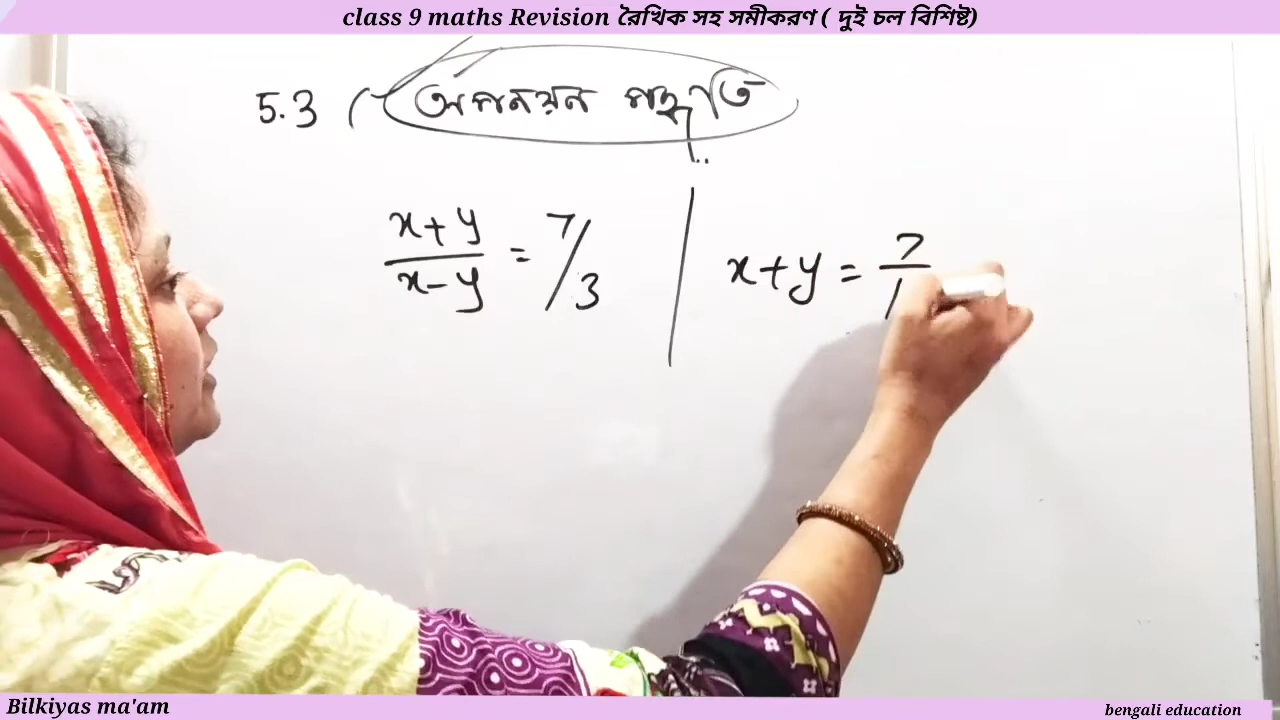 class 9 maths Revision রৈখিক সহ সমীকরণ ( দুই চল বিশিষ্ট)
5.3 ( অপনয়ন পদ্ধতি
x+y / x-y = 7/3
x+y = 7/1
Bilkiyas ma'am
bengali education